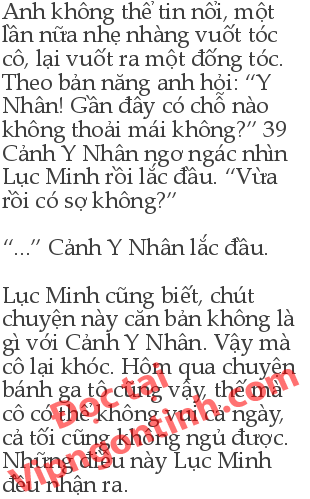 Anh không thể tin nổi, một
lần nữa nhẹ nhàng vuốt tóc
cô, lại vuốt ra một đống tóc.
Theo bản năng anh hỏi: “Y
Nhân! Gần đây có chỗ nào
không thoải mái không?” 39
Cảnh Y Nhân ngơ ngác nhìn
Lục Minh rồi lắc đầu. “Vừa
rồi có sợ không?”
“...” Cảnh Y Nhân lắc đầu.
Lục Minh cũng biết, chút
chuyện này căn bản không là
gì với Cảnh Y Nhân. Vậy mà
cô lại khóc. Hôm qua chuyện
bánh ga tô cũng vậy, thế mà
cô có thể không vui cả ngày,
cả tối cũng không ngủ được.
Những điều này Lục Minh
đều nhận ra.
Đọc tại
Vipngontinh.com